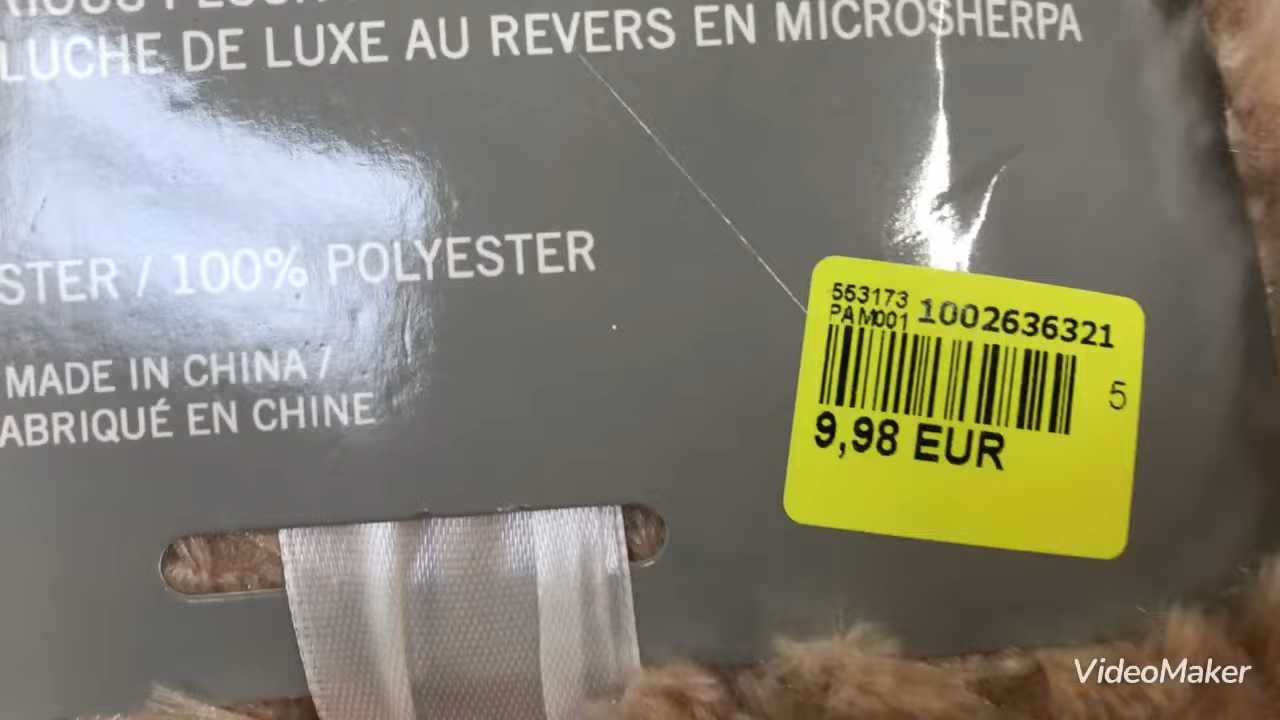 LUCHE DE LUXE AU REVERS EN MICROSHERPA
STER / 100% POLYESTER
MADE IN CHINA /
ABRIQUÉ EN CHINE
553173
PAM001
1002636321
5
9,98 EUR
VideoMaker